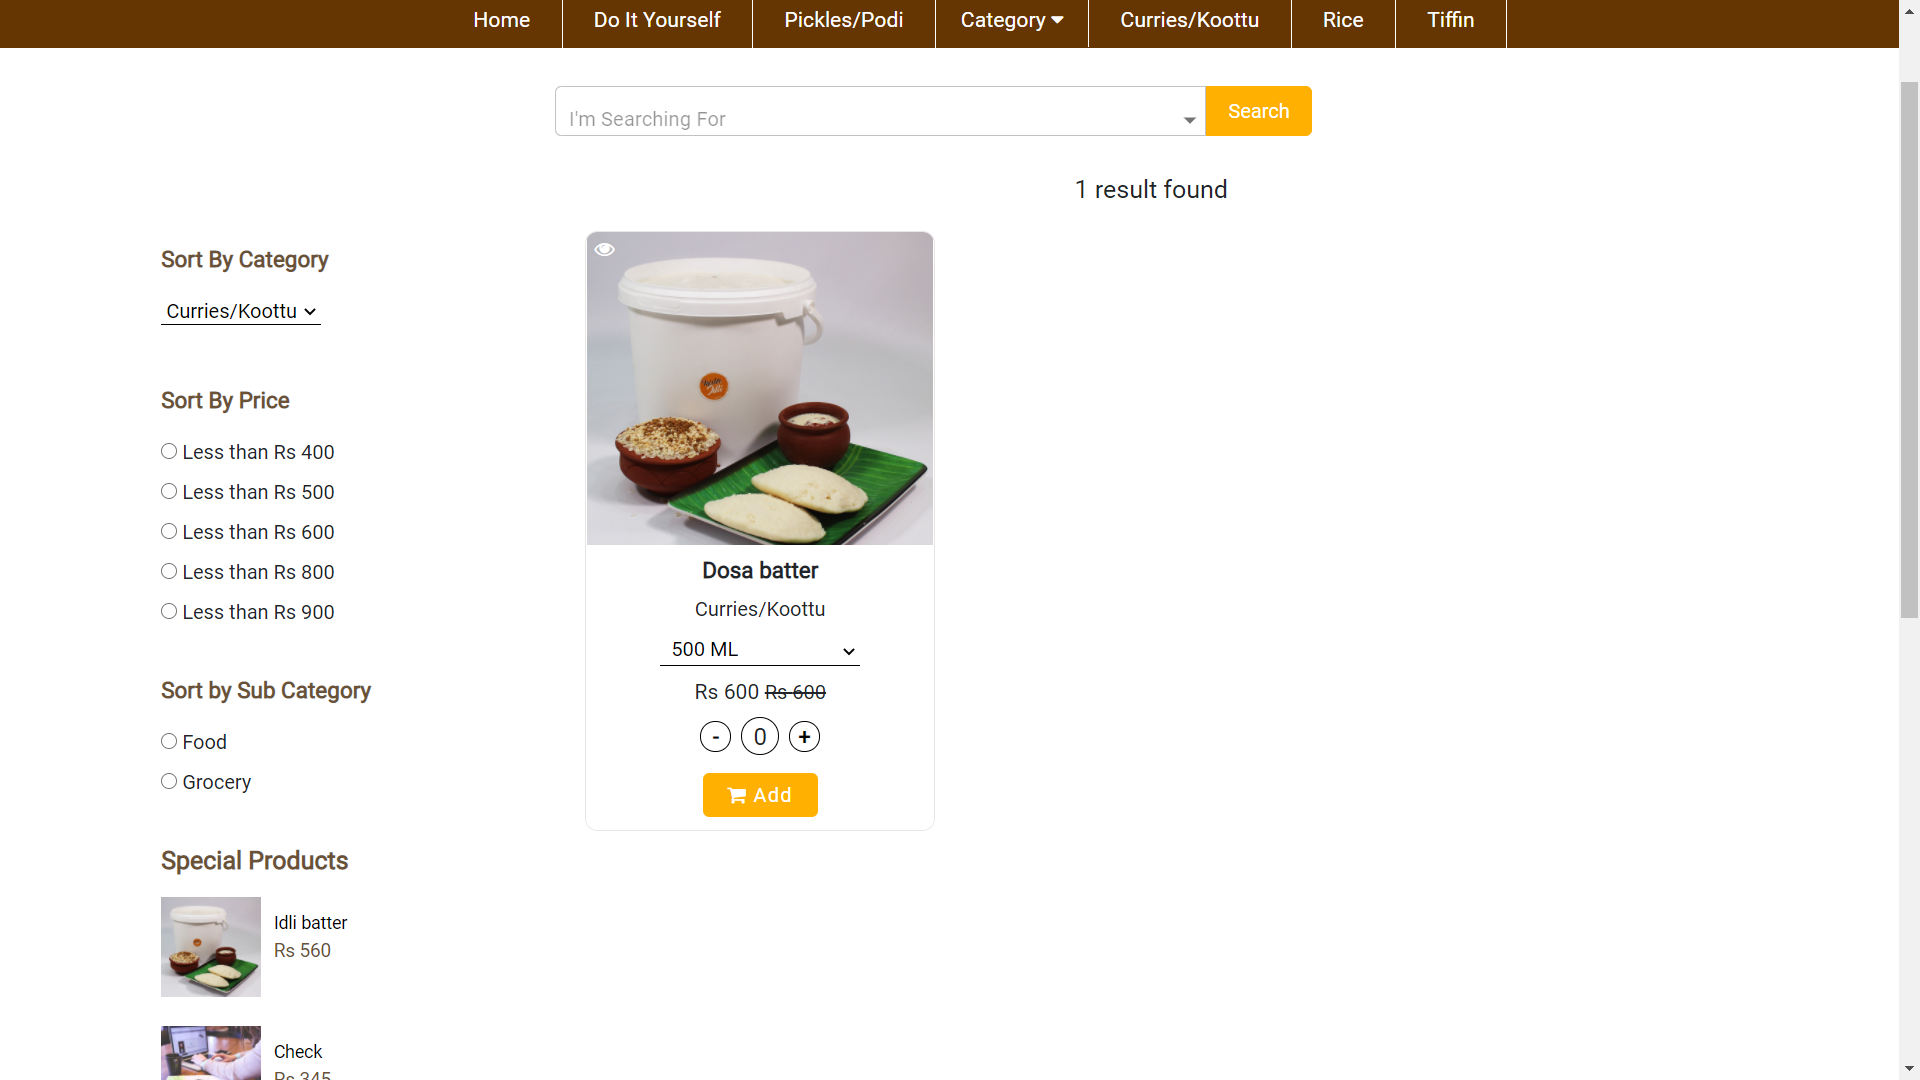 Home
Do It Yourself
Pickles/Podi
Category
Curries/Koottu
Rice
Tiffin
I'm Searching For
Search
1 result found
Sort By Category
Curries/Koottu
Sort By Price
Less than Rs 400
Less than Rs 500
Less than Rs 600
Less than Rs 800
Less than Rs 900
Sort by Sub Category
Food
Grocery
Special Products
Idli batter
Rs 560
Check
Rs 345
Dosa batter
Curries/Koottu
500 ML
Rs 600 Rs 600
- 0 +
Add